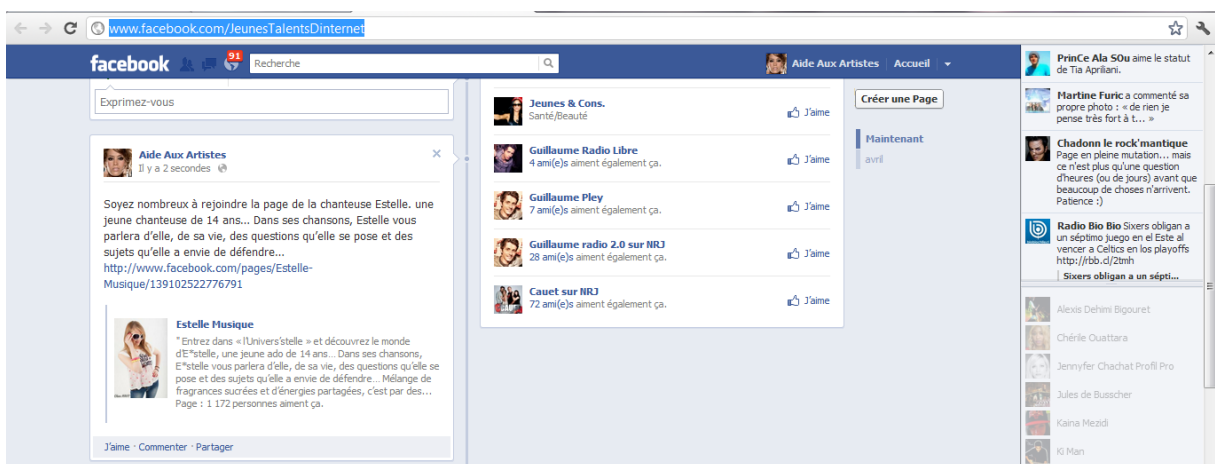 www.facebook.com/JeunesTalentsDinternet
facebook
91
Recherche
Aide Aux Artistes
Accueil
Exprimez-vous
Aide Aux Artistes
Il y a 2 secondes
Soyez nombreux à rejoindre la page de la chanteuse Estelle. une
jeune chanteuse de 14 ans... Dans ses chansons, Estelle vous
parlera d'elle, de sa vie, des questions qu'elle se pose et des
sujets qu'elle a envie de défendre...
http://www.facebook.com/pages/Estelle-
Musique/139102522776791
Estelle Musique
"Entrez dans « l'Univers'stelle » et découvrez le monde
d'E*stelle, une jeune ado de 14 ans... Dans ses chansons,
E*stelle vous parlera d'elle, de sa vie, des questions qu'elle se
pose et des sujets qu'elle a envie de défendre... Mélange de
fragrances sucrées et d'énergies partagées, c'est par des...
Page : 1 172 personnes aiment ça.
J'aime · Commenter · Partager
Jeunes & Cons.
Santé/Beauté
J'aime
Guillaume Radio Libre
4 ami(e)s aiment également ça.
J'aime
Guillaume Pley
7 ami(e)s aiment également ça.
J'aime
Guillaume radio 2.0 sur NRJ
28 ami(e)s aiment également ça.
J'aime
Cauet sur NRJ
72 ami(e)s aiment également ça.
J'aime
Créer une Page
Maintenant
avril
PrinCe Ala SOu aime le statut
de Tia Apriliani.
Martine Furic a commenté sa
propre photo : « de rien je
pense très fort à t... »
Chadonn le rock'mantique
Page en pleine mutation... mais
ce n'est plus qu'une question
d'heures (ou de jours) avant que
beaucoup de choses n'arrivent.
Patience :)
Radio Bio Bio Sixers obligan a
un séptimo juego en el Este al
vencer a Celtics en los playoffs
http://rbb.cl/2tmh
Sixers obligan a un sépti...
Alexis Dehimi Bigouret
Chérile Ouattara
Jennyfer Chachat Profil Pro
Jules de Busscher
Kaina Mezidi
Ki Man